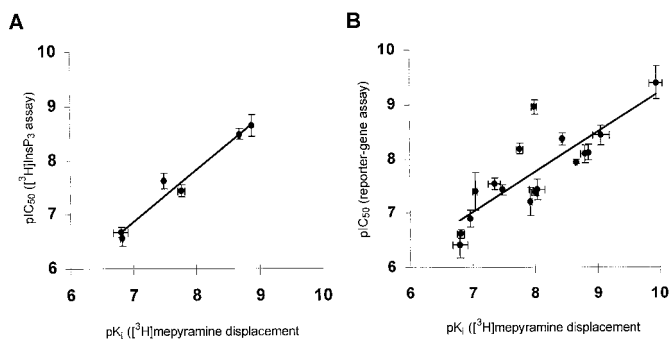 A
B
pIC50 ([3H]InsP3 assay)
10
9
8
7
6
6 7 8 9 10
pKi ([3H]mepyramine displacement
pIC50 (reporter-gene assay)
10
9
8
7
6
6 7 8 9 10
pKi ([3H]mepyramine displacement